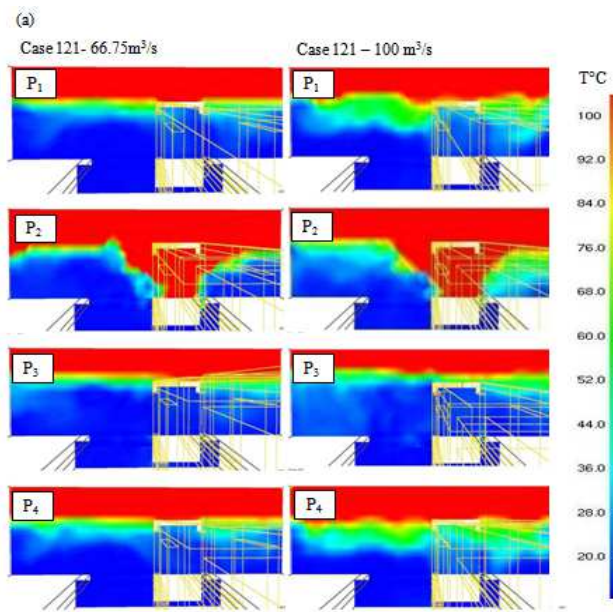 (a)
Case 121- 66.75m³/s
Case 121 – 100 m³/s
T°C
P₁
P₁
100
92.0
84.0
P₂
P₂
76.0
68.0
60.0
P₃
P₃
52.0
44.0
36.0
P₄
P₄
28.0
20.0